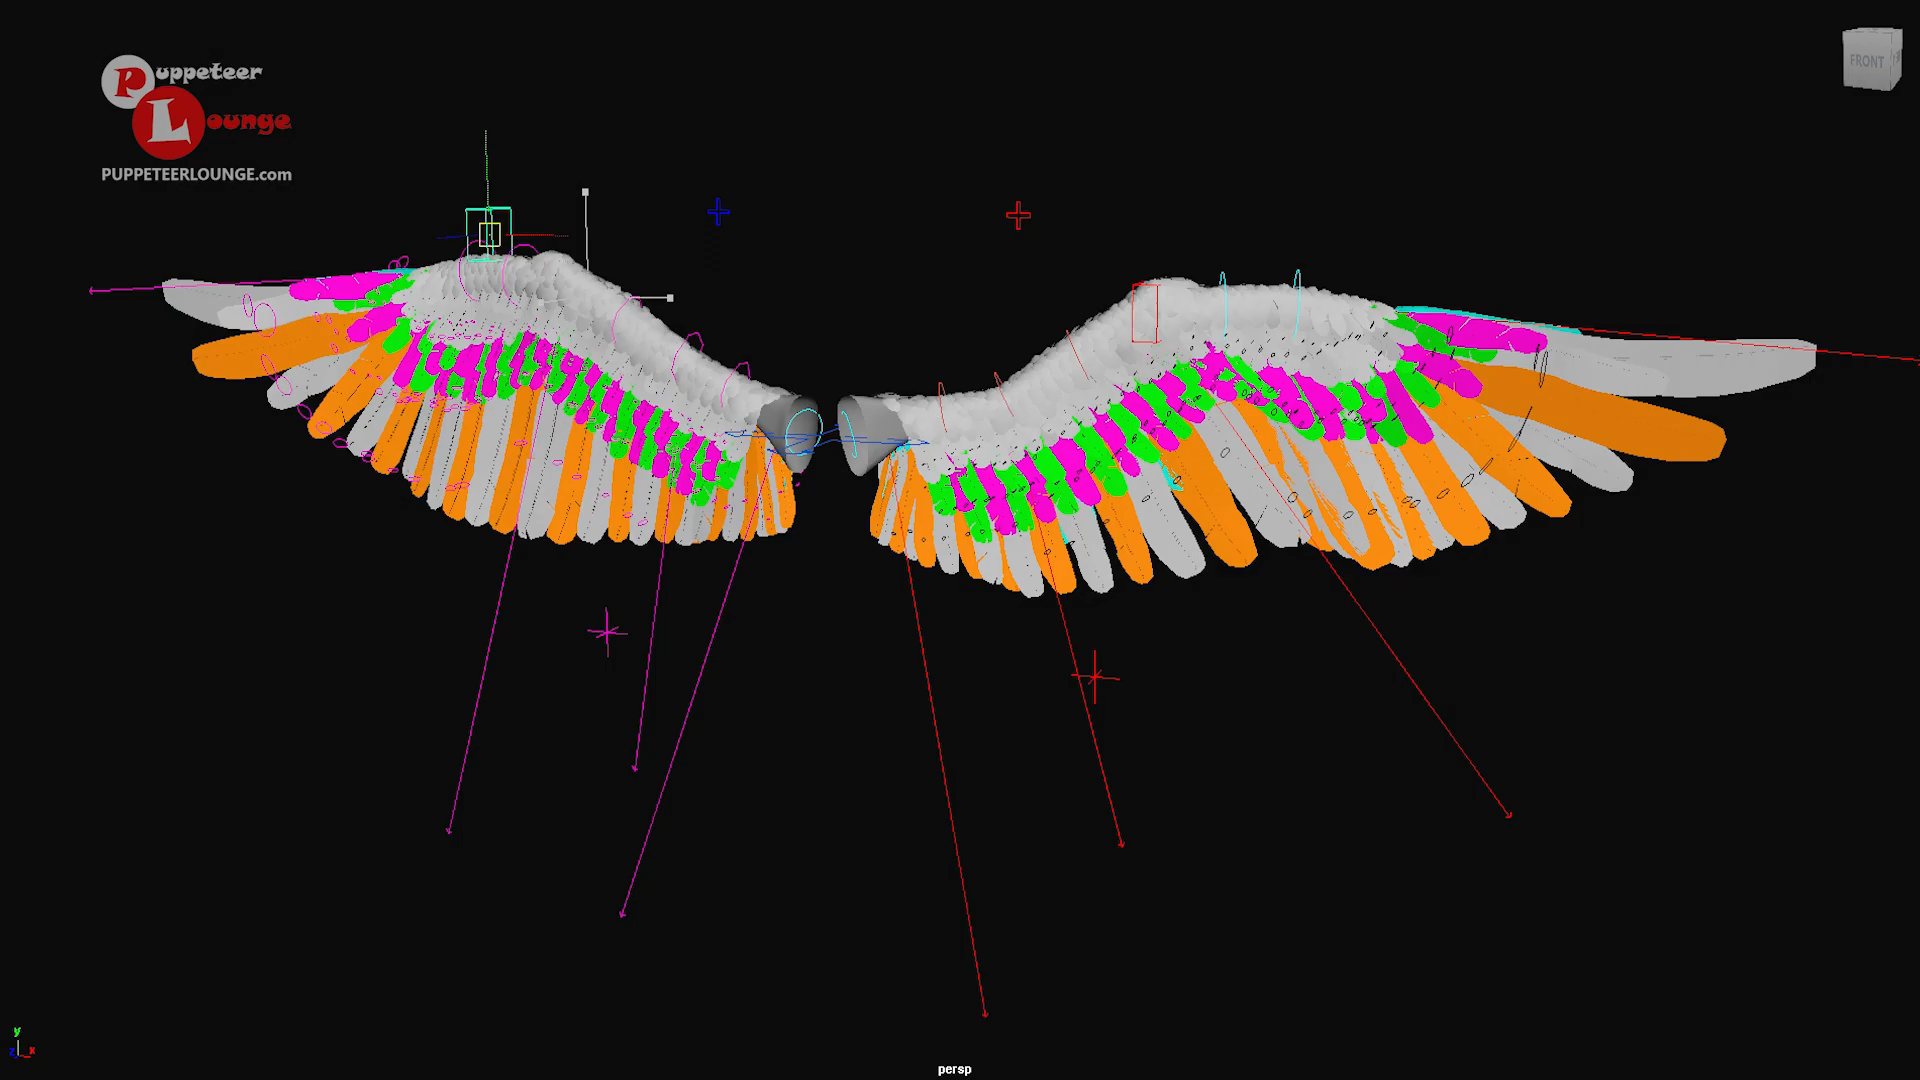 Puppeteer
Lounge
PUPPETEERLOUNGE.com
FRONT
y
z x
persp